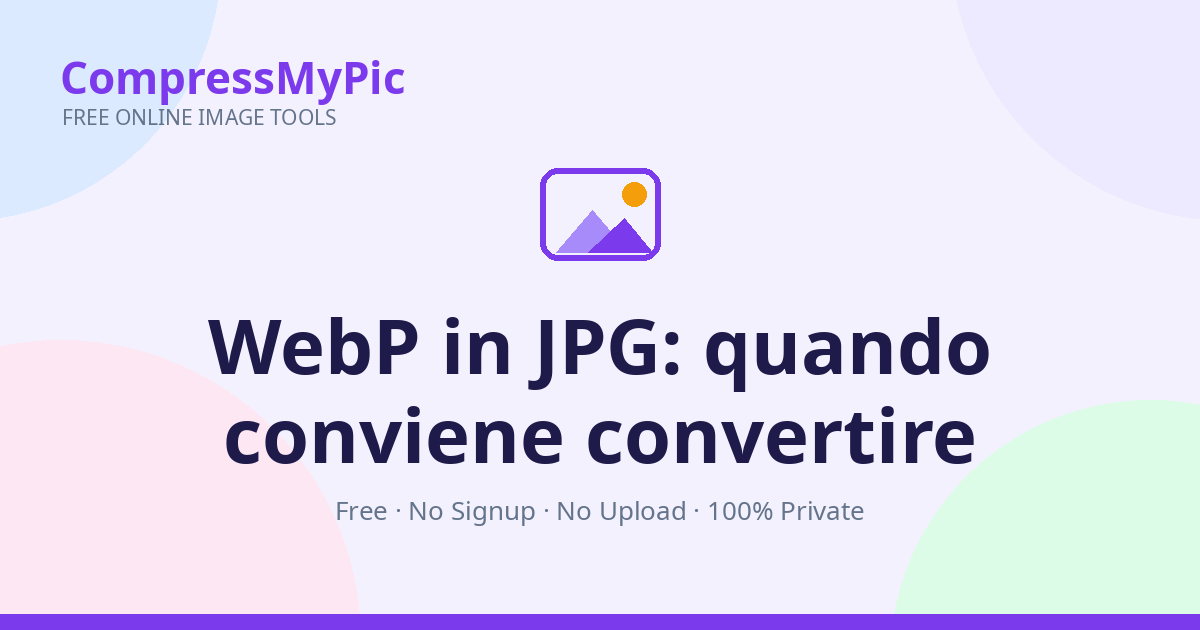 CompressMyPic
FREE ONLINE IMAGE TOOLS
WebP in JPG: quando
conviene convertire
Free · No Signup · No Upload · 100% Private